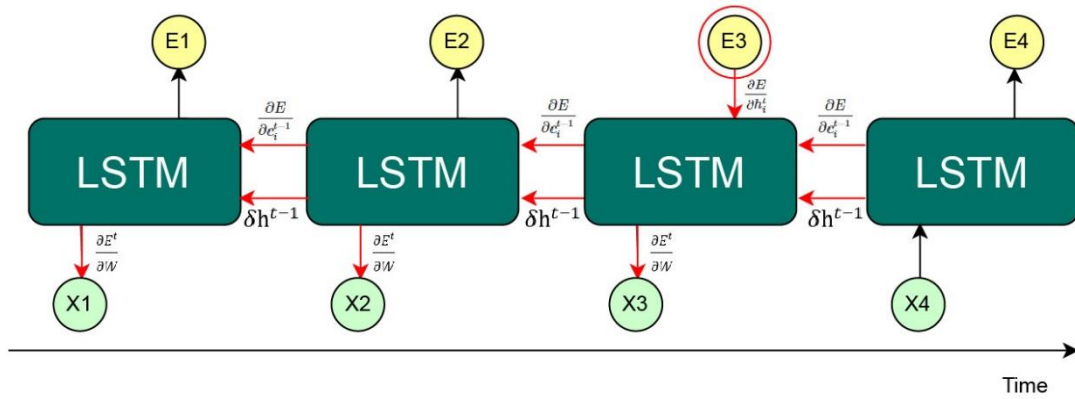 E1 E2 E3 E4
∂E/∂c_i^{t-1} ∂E/∂c_i^{t-1} ∂E/∂h_i^t ∂E/∂c_i^{t-1}
LSTM LSTM LSTM LSTM
δh^{t-1} δh^{t-1} δh^{t-1}
∂E^t/∂W ∂E^t/∂W ∂E^t/∂W
X1 X2 X3 X4
Time